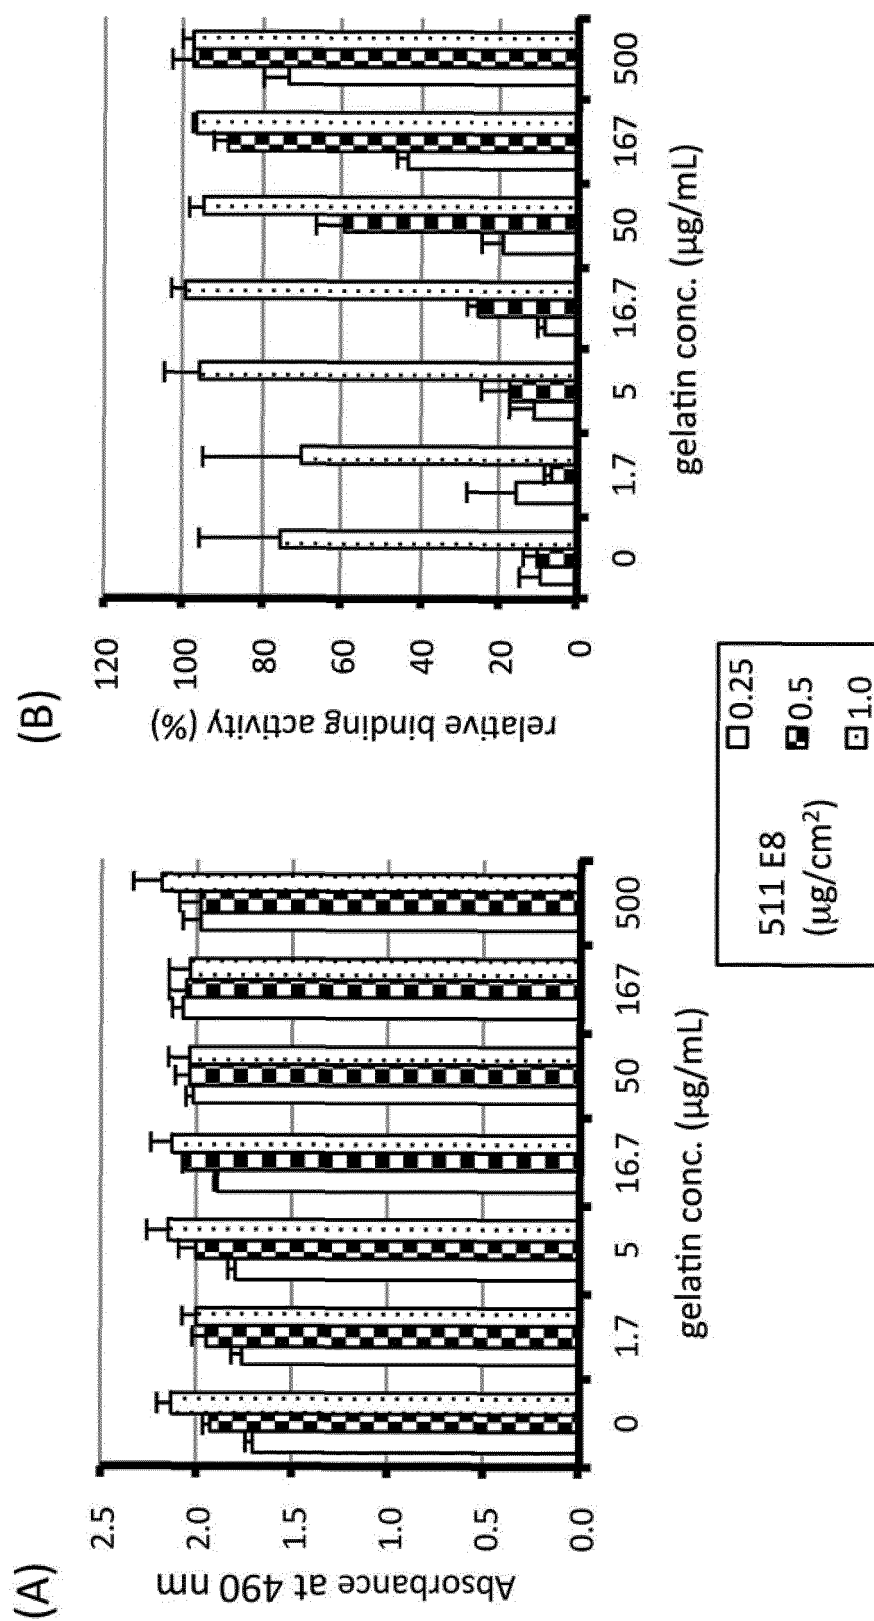 (A)
Absorbance at 490 nm
2.5
2.0
1.5
1.0
0.5
0.0
0 1.7 5 16.7 50 167 500
gelatin conc. (µg/mL)
(B)
relative binding activity (%)
120
100
80
60
40
20
0
0 1.7 5 16.7 50 167 500
gelatin conc. (µg/mL)
511 E8
(µg/cm²)
0.25
0.5
1.0